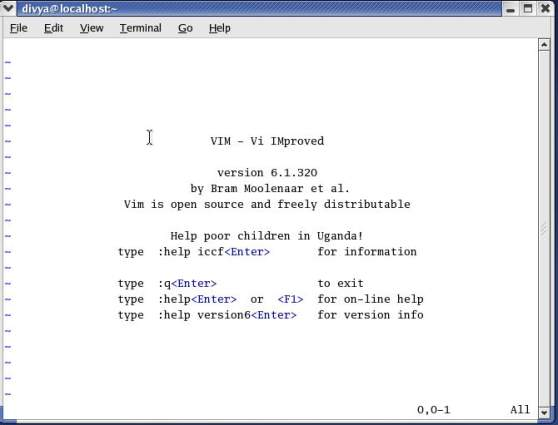 divya@localhost:~
File Edit View Terminal Go Help
~
~
~
~
~
VIM - Vi IMproved
~
~
version 6.1.320
~
by Bram Moolenaar et al.
~
Vim is open source and freely distributable
~
~
Help poor children in Uganda!
~
type :help iccf<Enter> for information
~
~
type :q<Enter> to exit
~
type :help<Enter> or <F1> for on-line help
~
type :help version6<Enter> for version info
~
~
~
~
~
~
0,0-1 All